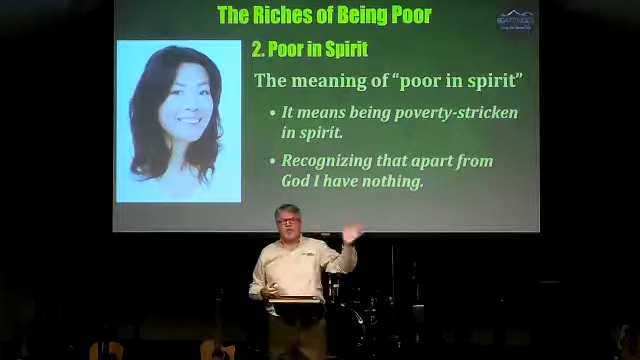 The Riches of Being Poor
BEATITUDES
2. Poor in Spirit
The meaning of “poor in spirit”
• It means being poverty-stricken
in spirit.
• Recognizing that apart from
God I have nothing.